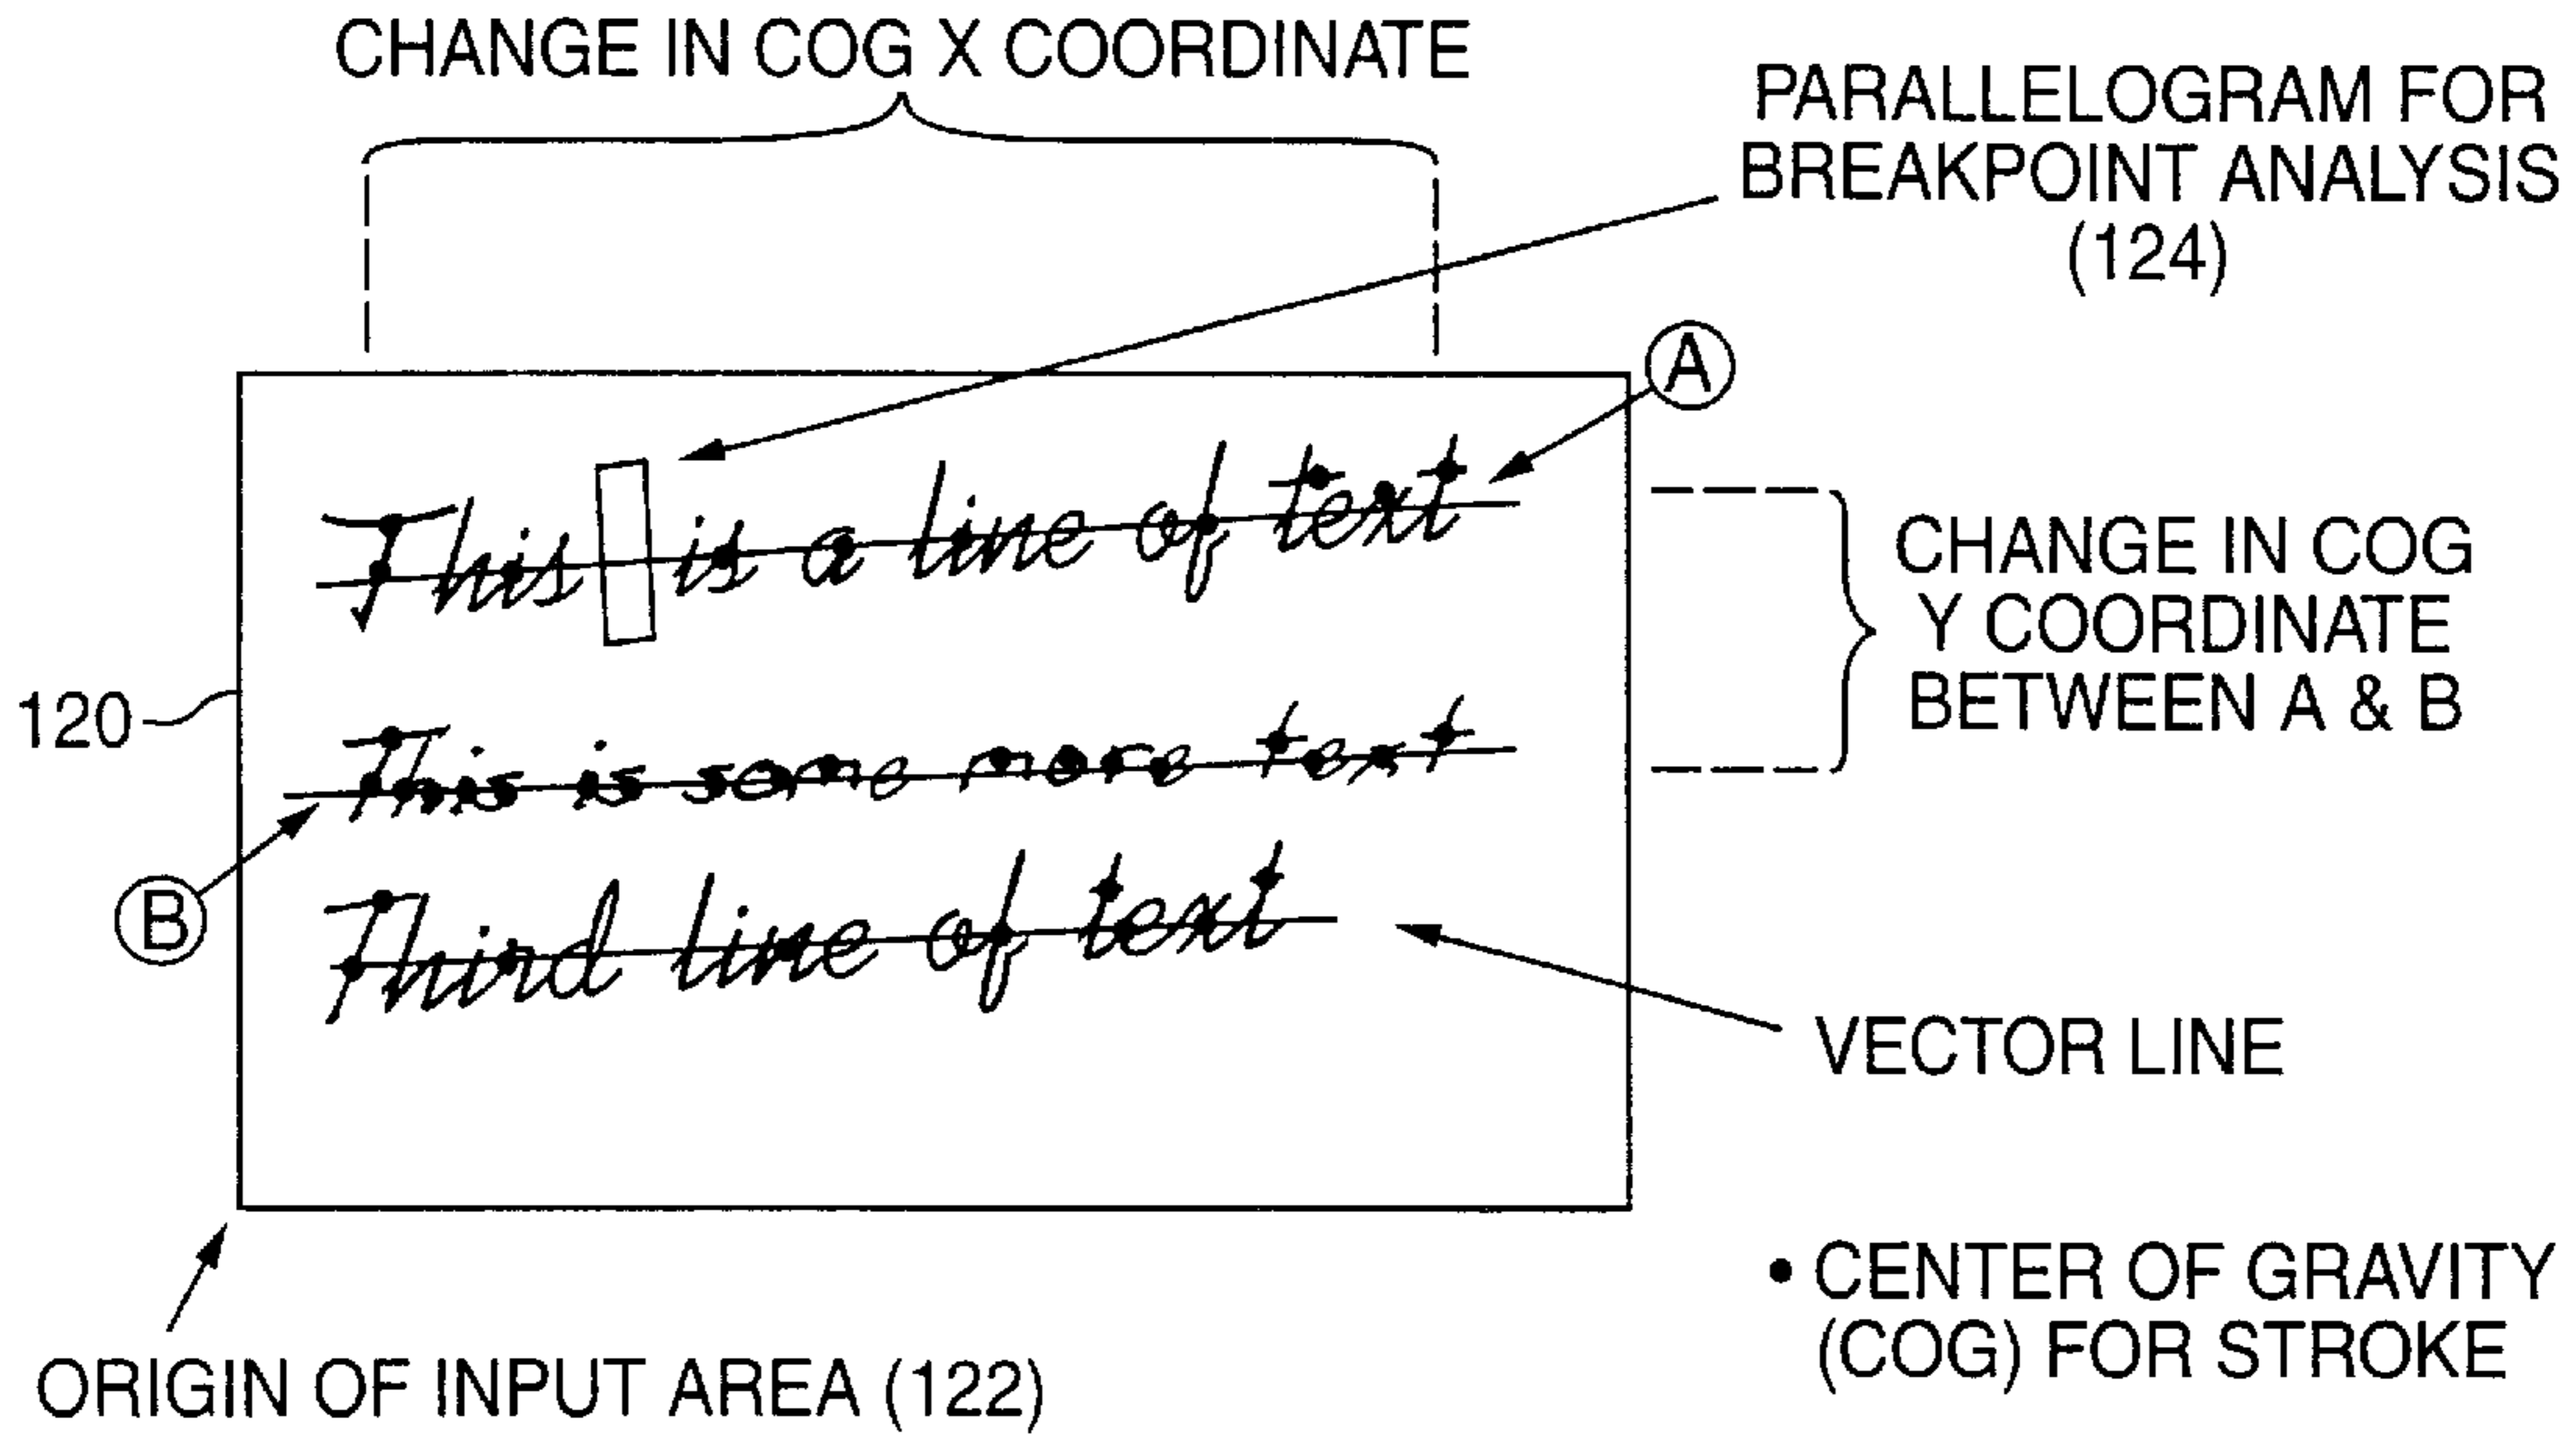 CHANGE IN COG X COORDINATE
PARALLELOGRAM FOR
BREAKPOINT ANALYSIS
(124)
A
This is a line of text
CHANGE IN COG
Y COORDINATE
BETWEEN A & B
120
This is some more text
B
Third line of text
VECTOR LINE
ORIGIN OF INPUT AREA (122)
• CENTER OF GRAVITY
(COG) FOR STROKE